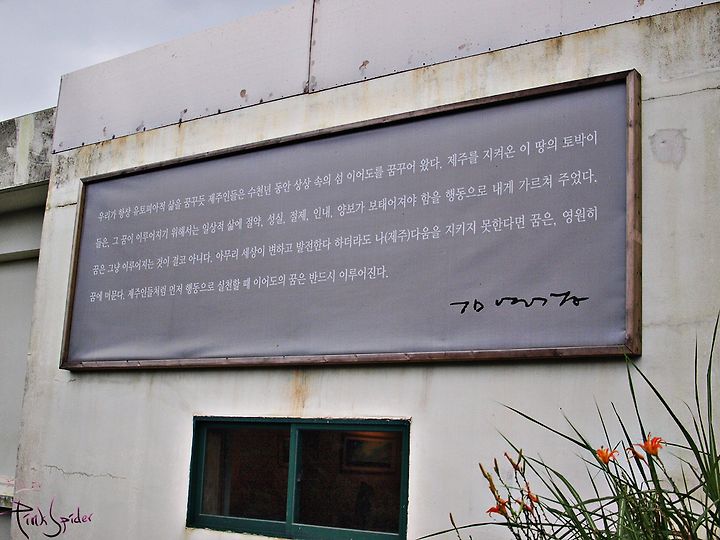 우리가 항상 유토피아적 삶을 꿈꾸듯 제주인들은 수천년 동안 상상 속의 섬 이어도를 꿈꾸어 왔다. 제주를 지켜온 이 땅의 토박이
들은, 그 꿈이 이루어지기 위해서는 일상적 삶에 절약, 성실, 절제, 인내, 양보가 보태어져야 함을 행동으로 내게 가르쳐 주었다.
꿈은 그냥 이루어지는 것이 결코 아니다. 아무리 세상이 변하고 발전한다 하더라도 나(제주)다움을 지키지 못한다면 꿈은, 영원히
꿈에 머문다. 제주인들처럼 먼저 행동으로 실천할 때 이어도의 꿈은 반드시 이루어진다.
Pink Spider